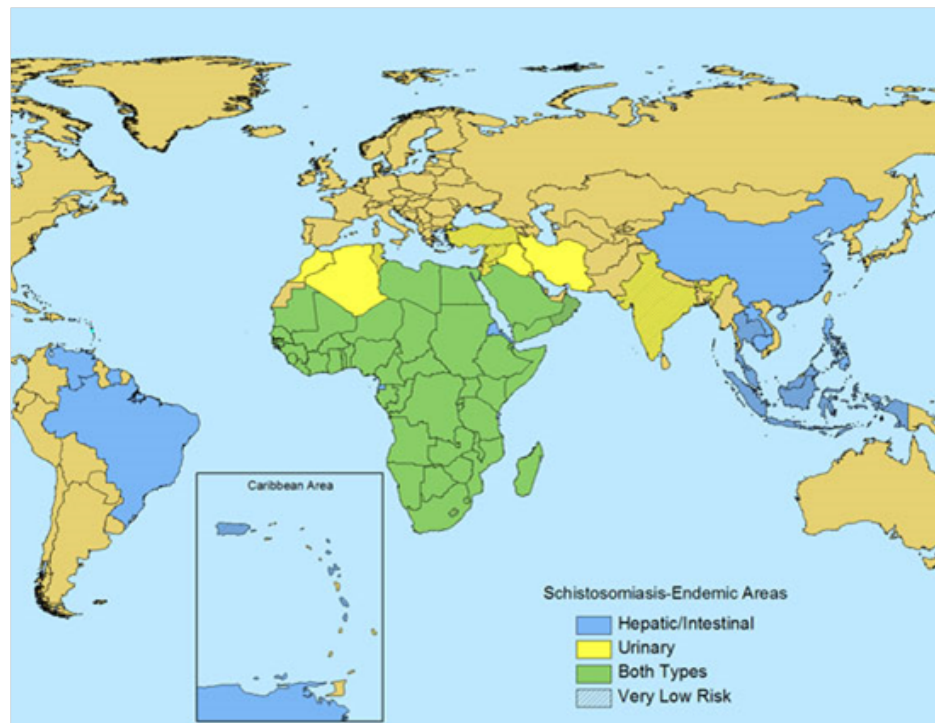 Caribbean Area
Schistosomiasis-Endemic Areas
Hepatic/Intestinal
Urinary
Both Types
Very Low Risk